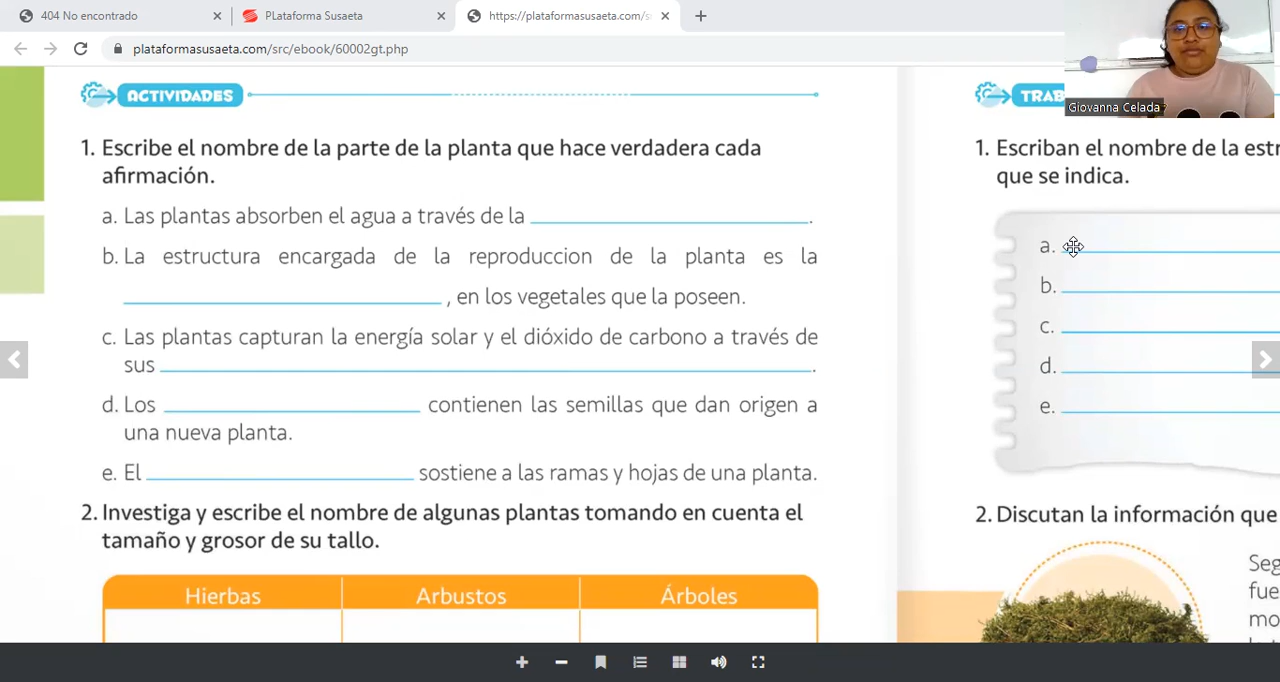 404 No encontrado
PLataforma Susaeta
https://plataformasusaeta.com/s
plataformasusaeta.com/src/ebook/60002gt.php
Giovanna Celada
ACTIVIDADES
1. Escribe el nombre de la parte de la planta que hace verdadera cada
afirmación.
a. Las plantas absorben el agua a través de la .
b. La estructura encargada de la reproduccion de la planta es la
, en los vegetales que la poseen.
c. Las plantas capturan la energía solar y el dióxido de carbono a través de
sus .
d. Los contienen las semillas que dan origen a
una nueva planta.
e. El sostiene a las ramas y hojas de una planta.
2. Investiga y escribe el nombre de algunas plantas tomando en cuenta el
tamaño y grosor de su tallo.
Hierbas Arbustos Árboles
TRAB
1. Escriban el nombre de la estr
que se indica.
a.
b.
c.
d.
e.
2. Discutan la información que
Seg
fue
mo